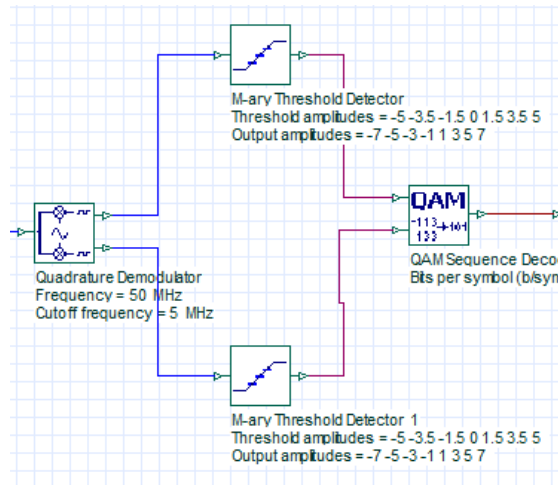 M-ary Threshold Detector
Threshold amplitudes = -5 -3.5 -1.5 0 1.5 3.5 5
Output amplitudes = -7 -5 -3 -1 1 3 5 7
QAM
-113
133
101
QAM Sequence Deco
Bits per symbol (b/sym
Quadrature Demodulator
Frequency = 50 MHz
Cutoff frequency = 5 MHz
M-ary Threshold Detector 1
Threshold amplitudes = -5 -3.5 -1.5 0 1.5 3.5 5
Output amplitudes = -7 -5 -3 -1 1 3 5 7